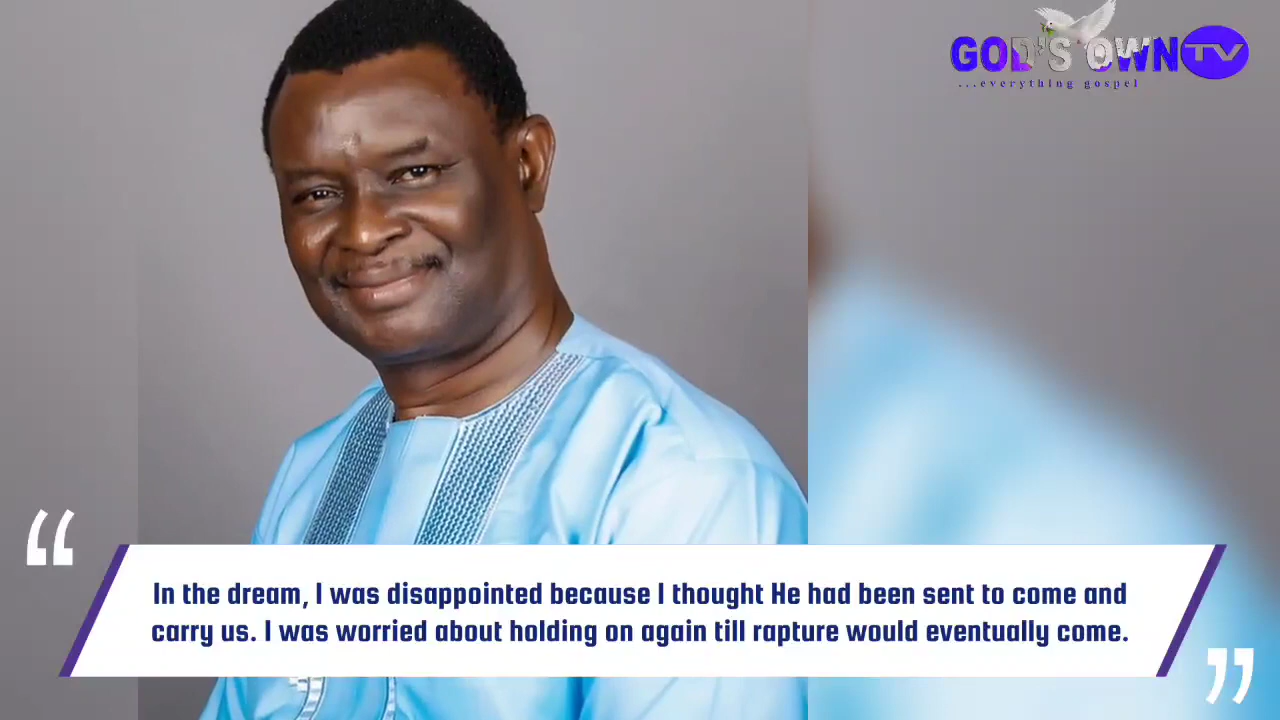 GOD'S OWN TV
...everything gospel
“
In the dream, I was disappointed because I thought He had been sent to come and
carry us. I was worried about holding on again till rapture would eventually come.
”